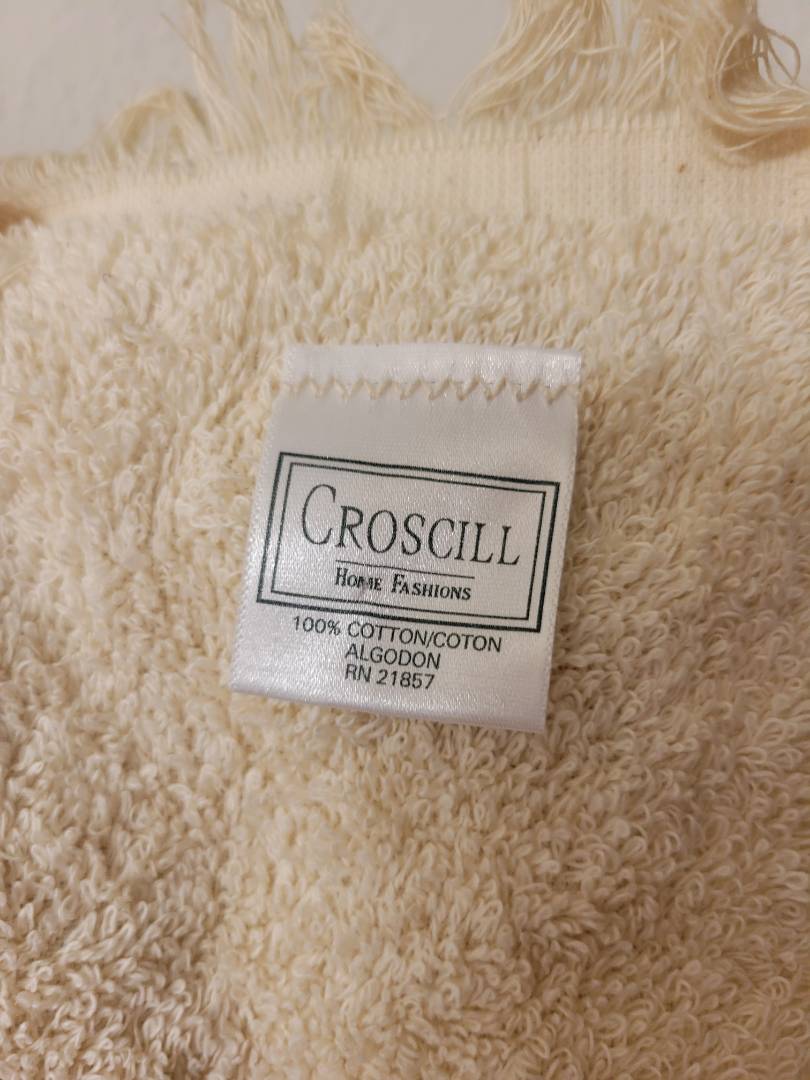 CROSCILL
HOME FASHIONS
100% COTTON/COTON
ALGODON
RN 21857